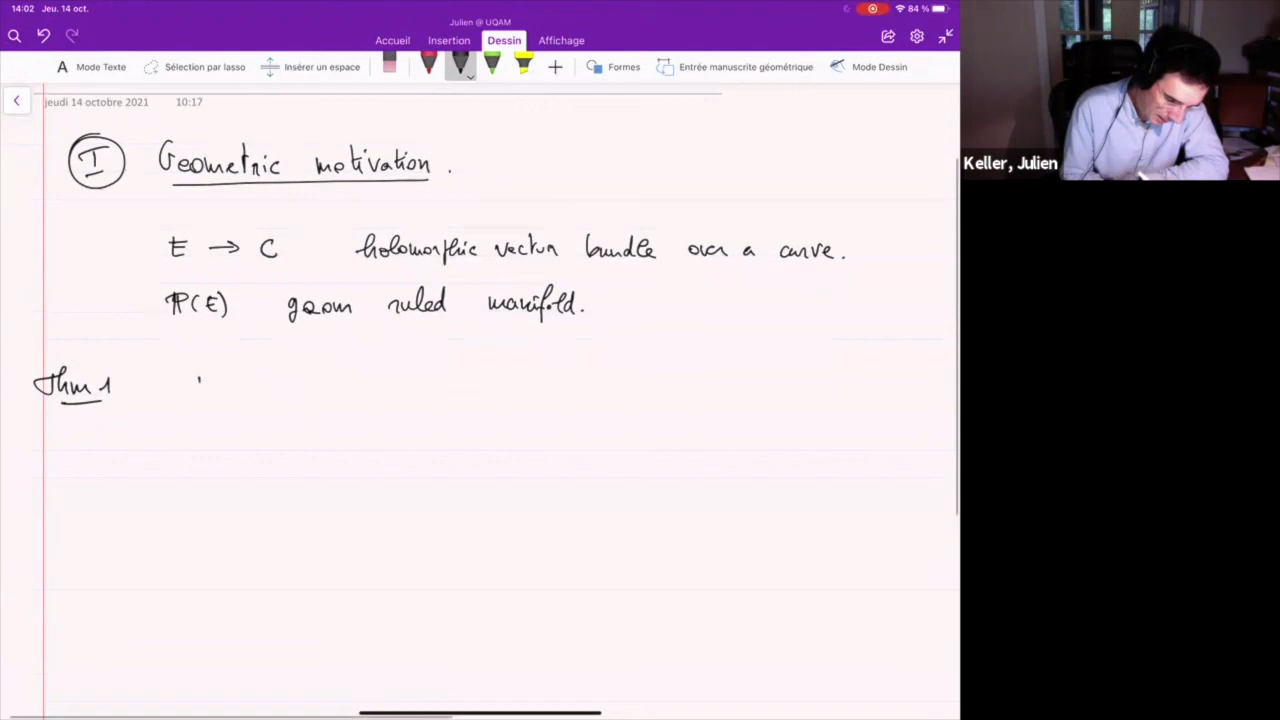 14:02 Jeu. 14 oct.
84 %
Julien @ UQAM
Accueil Insertion Dessin Affichage
A Mode Texte Sélection par lasso Insérer un espace Formes Entrée manuscrite géométrique Mode Dessin
jeudi 14 octobre 2021 10:17
I Geometric motivation.
E → C holomorphic vector bundle over a curve.
P(E) geom ruled manifold.
Thm 1
Keller, Julien